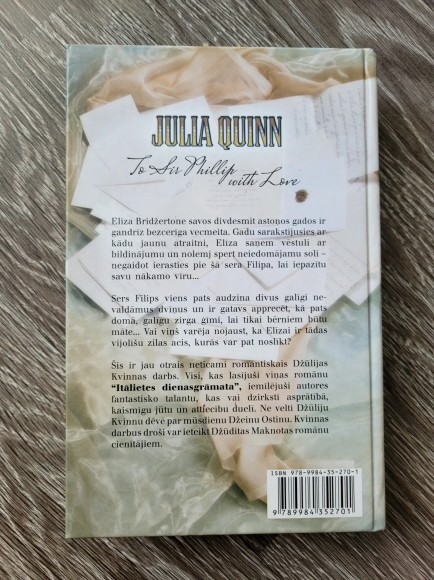 JULIA QUINN
To Sir Phillip
with Love
Elīza Bridžertone savos divdesmit astoņos gados ir
gandrīz bezcerīga vecmeita. Gadu sarakstījusies ar
kādu jaunu atraitni, Elīza saņem vēstuli ar
bildinājumu un nolemj spert neiedomājamu soli –
negaidot ierasties pie šā sera Filipa, lai iepazītu
savu nākamo vīru...
Sers Filips viens pats audzina divus galīgi ne-
valdāmus dvīņus un ir gatavs apprecēt, kā pats
domā, galīgu zirga ģīmi, lai tikai bērniem būtu
māte... Vai viņš varēja nojaust, ka Elīzai ir tādas
vijolīšu zilas acis, kurās var pat noslīkt?
Šis ir jau otrais neticami romantiskais Džūlijas
Kvinnas darbs. Visi, kas lasījuši viņas romānu
“Itālietes dienasgrāmata”, iemīlējuši autores
fantastisko talantu, kas vai dzirksti asprātībā,
kaismīgu jūtu un attiecību dueli. Ne velti Džūliju
Kvinnu dēvē par mūsdienu Džeinu Ostinu. Kvinnas
darbus droši var ieteikt Džūdītas Maknotas romānu
cienītājiem.
ISBN 978-9984-35-270-1
9 789984 352701